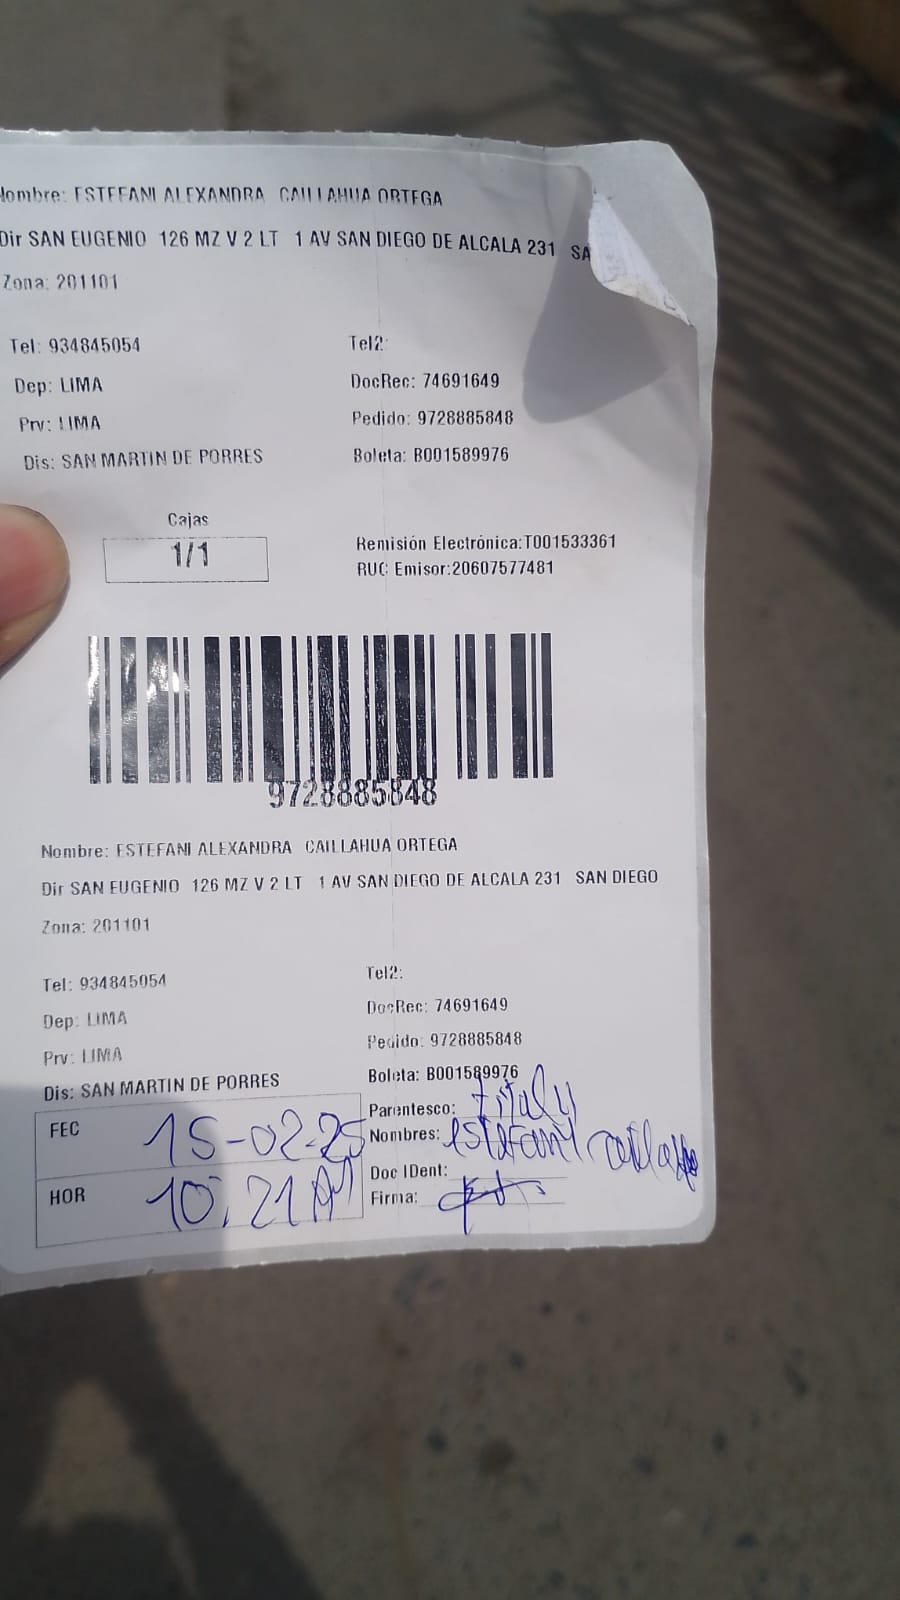 Nombre: ESTEFANI ALEXANDRA CAILLAHUA ORTEGA
Dir SAN EUGENIO 126 MZ V 2 LT 1 AV SAN DIEGO DE ALCALA 231 SA
Zona: 201101
Tel: 934845054 Tel2:
Dep: LIMA DocRec: 74691649
Prv: LIMA Pedido: 9728885848
Dis: SAN MARTIN DE PORRES Boleta: B001589976
Cajas
1/1
Remisión Electrónica:T001533361
RUC Emisor:20607577481
9728885848
Nombre: ESTEFANI ALEXANDRA CAILLAHUA ORTEGA
Dir SAN EUGENIO 126 MZ V 2 LT 1 AV SAN DIEGO DE ALCALA 231 SAN DIEGO
Zona: 201101
Tel: 934845054 Tel2:
Dep: LIMA DocRec: 74691649
Prv: LIMA Pedido: 9728885848
Dis: SAN MARTIN DE PORRES Boleta: B001589976
Parentesco:
FEC 15-02-25 Nombres: estefany
Doc IDent:
HOR 10:21 AM Firma: